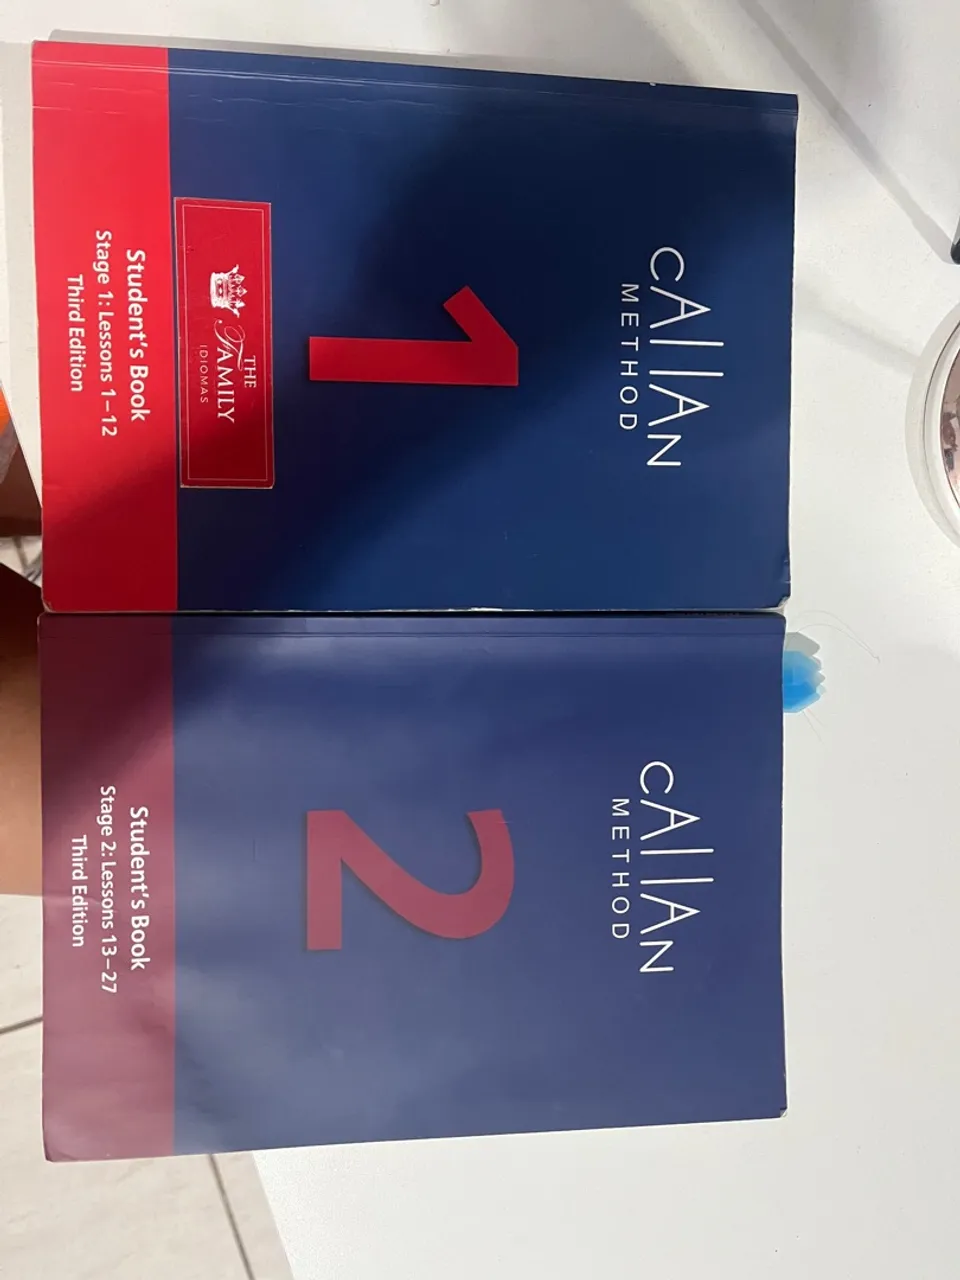 cAllAN
METHOD
1
THE
FAMILY
IDIOMAS
Student's Book
Stage 1: Lessons 1–12
Third Edition
cAllAN
METHOD
2
Student's Book
Stage 2: Lessons 13–27
Third Edition